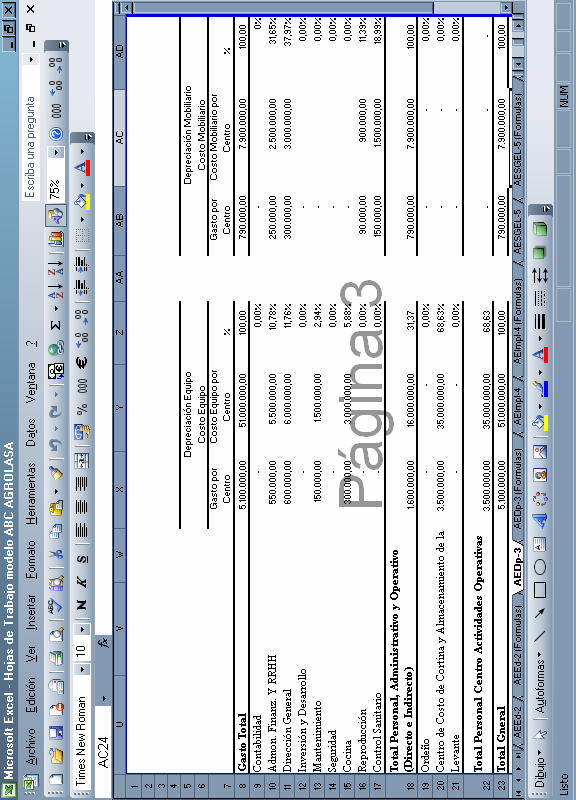 Microsoft Excel - Hojas de Trabajo modelo ABC AGROLASA
Archivo Edición Ver Insertar Formato Herramientas Datos Ventana ? Escriba una pregunta
75%
Times New Roman 10 N K S % 000 €
AC24 fx
U V W X Y Z AA AB AC AD
1
2
3
4
5 Depreciación Equipo Depreciación Mobiliario
6 Costo Equipo Costo Mobiliario
7 Gasto por Centro Costo Equipo por Centro % Gasto por Centro Costo Mobiliario por Centro %
8 Gasto Total 5.100.000,00 51.000.000,00 100,00 790.000,00 7.900.000,00 100,00
9 Contabilidad - - 0,00% - - 0%
10 Admon. Finanz. Y RRHH 550.000,00 5.500.000,00 10,78% 250.000,00 2.500.000,00 31,65%
11 Dirección General 600.000,00 6.000.000,00 11,76% 300.000,00 3.000.000,00 37,97%
12 Inversión y Desarrollo - - 0,00% - - 0,00%
13 Mantenimiento 150.000,00 1.500.000,00 2,94% - - 0,00%
14 Seguridad - - 0,00% - - 0,00%
15 Cocina 300.000,00 3.000.000,00 5,88% - - 0,00%
16 Reproducción - - 0,00% 90.000,00 900.000,00 11,39%
17 Control Sanitario - - 0,00% 150.000,00 1.500.000,00 18,99%
Total Personal, Administrativo y Operativo
18 (Directo e Indirecto) 1.600.000,00 16.000.000,00 31,37 790.000,00 7.900.000,00 100,00
19 Ordeño - - 0,00% - - 0,00%
20 Centro de Costo de Cortina y Almacenamiento de la 3.500.000,00 35.000.000,00 68,63% - - 0,00%
21 Levante - - 0,00% - - 0,00%
22 Total Personal Centro Actividades Operativas 3.500.000,00 35.000.000,00 68,63 - - -
23 Total Gneral 5.100.000,00 51.000.000,00 100,00 790.000,00 7.900.000,00 100,00
Página 3
AEEd-2 AEEd-2 (Formulas) AEDp-3 AEDp-3 (Formulas) AEImpl-4 AEImpl-4 (Formulas) AESGEL-5 AESGEL-5 (Formulas)
Dibujo Autoformas
Listo NUM